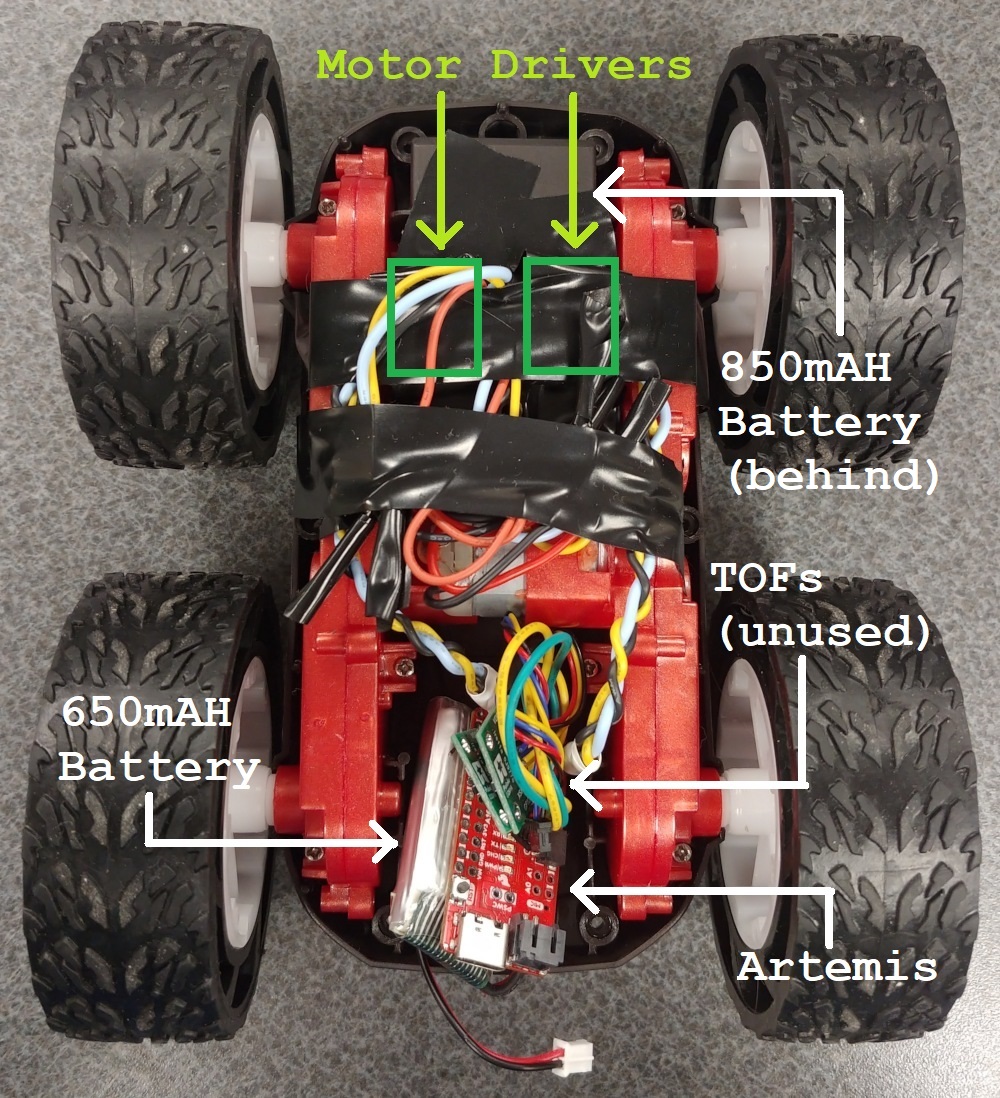 Motor Drivers
850mAH
Battery
(behind)
TOFs
(unused)
650mAH
Battery
Artemis